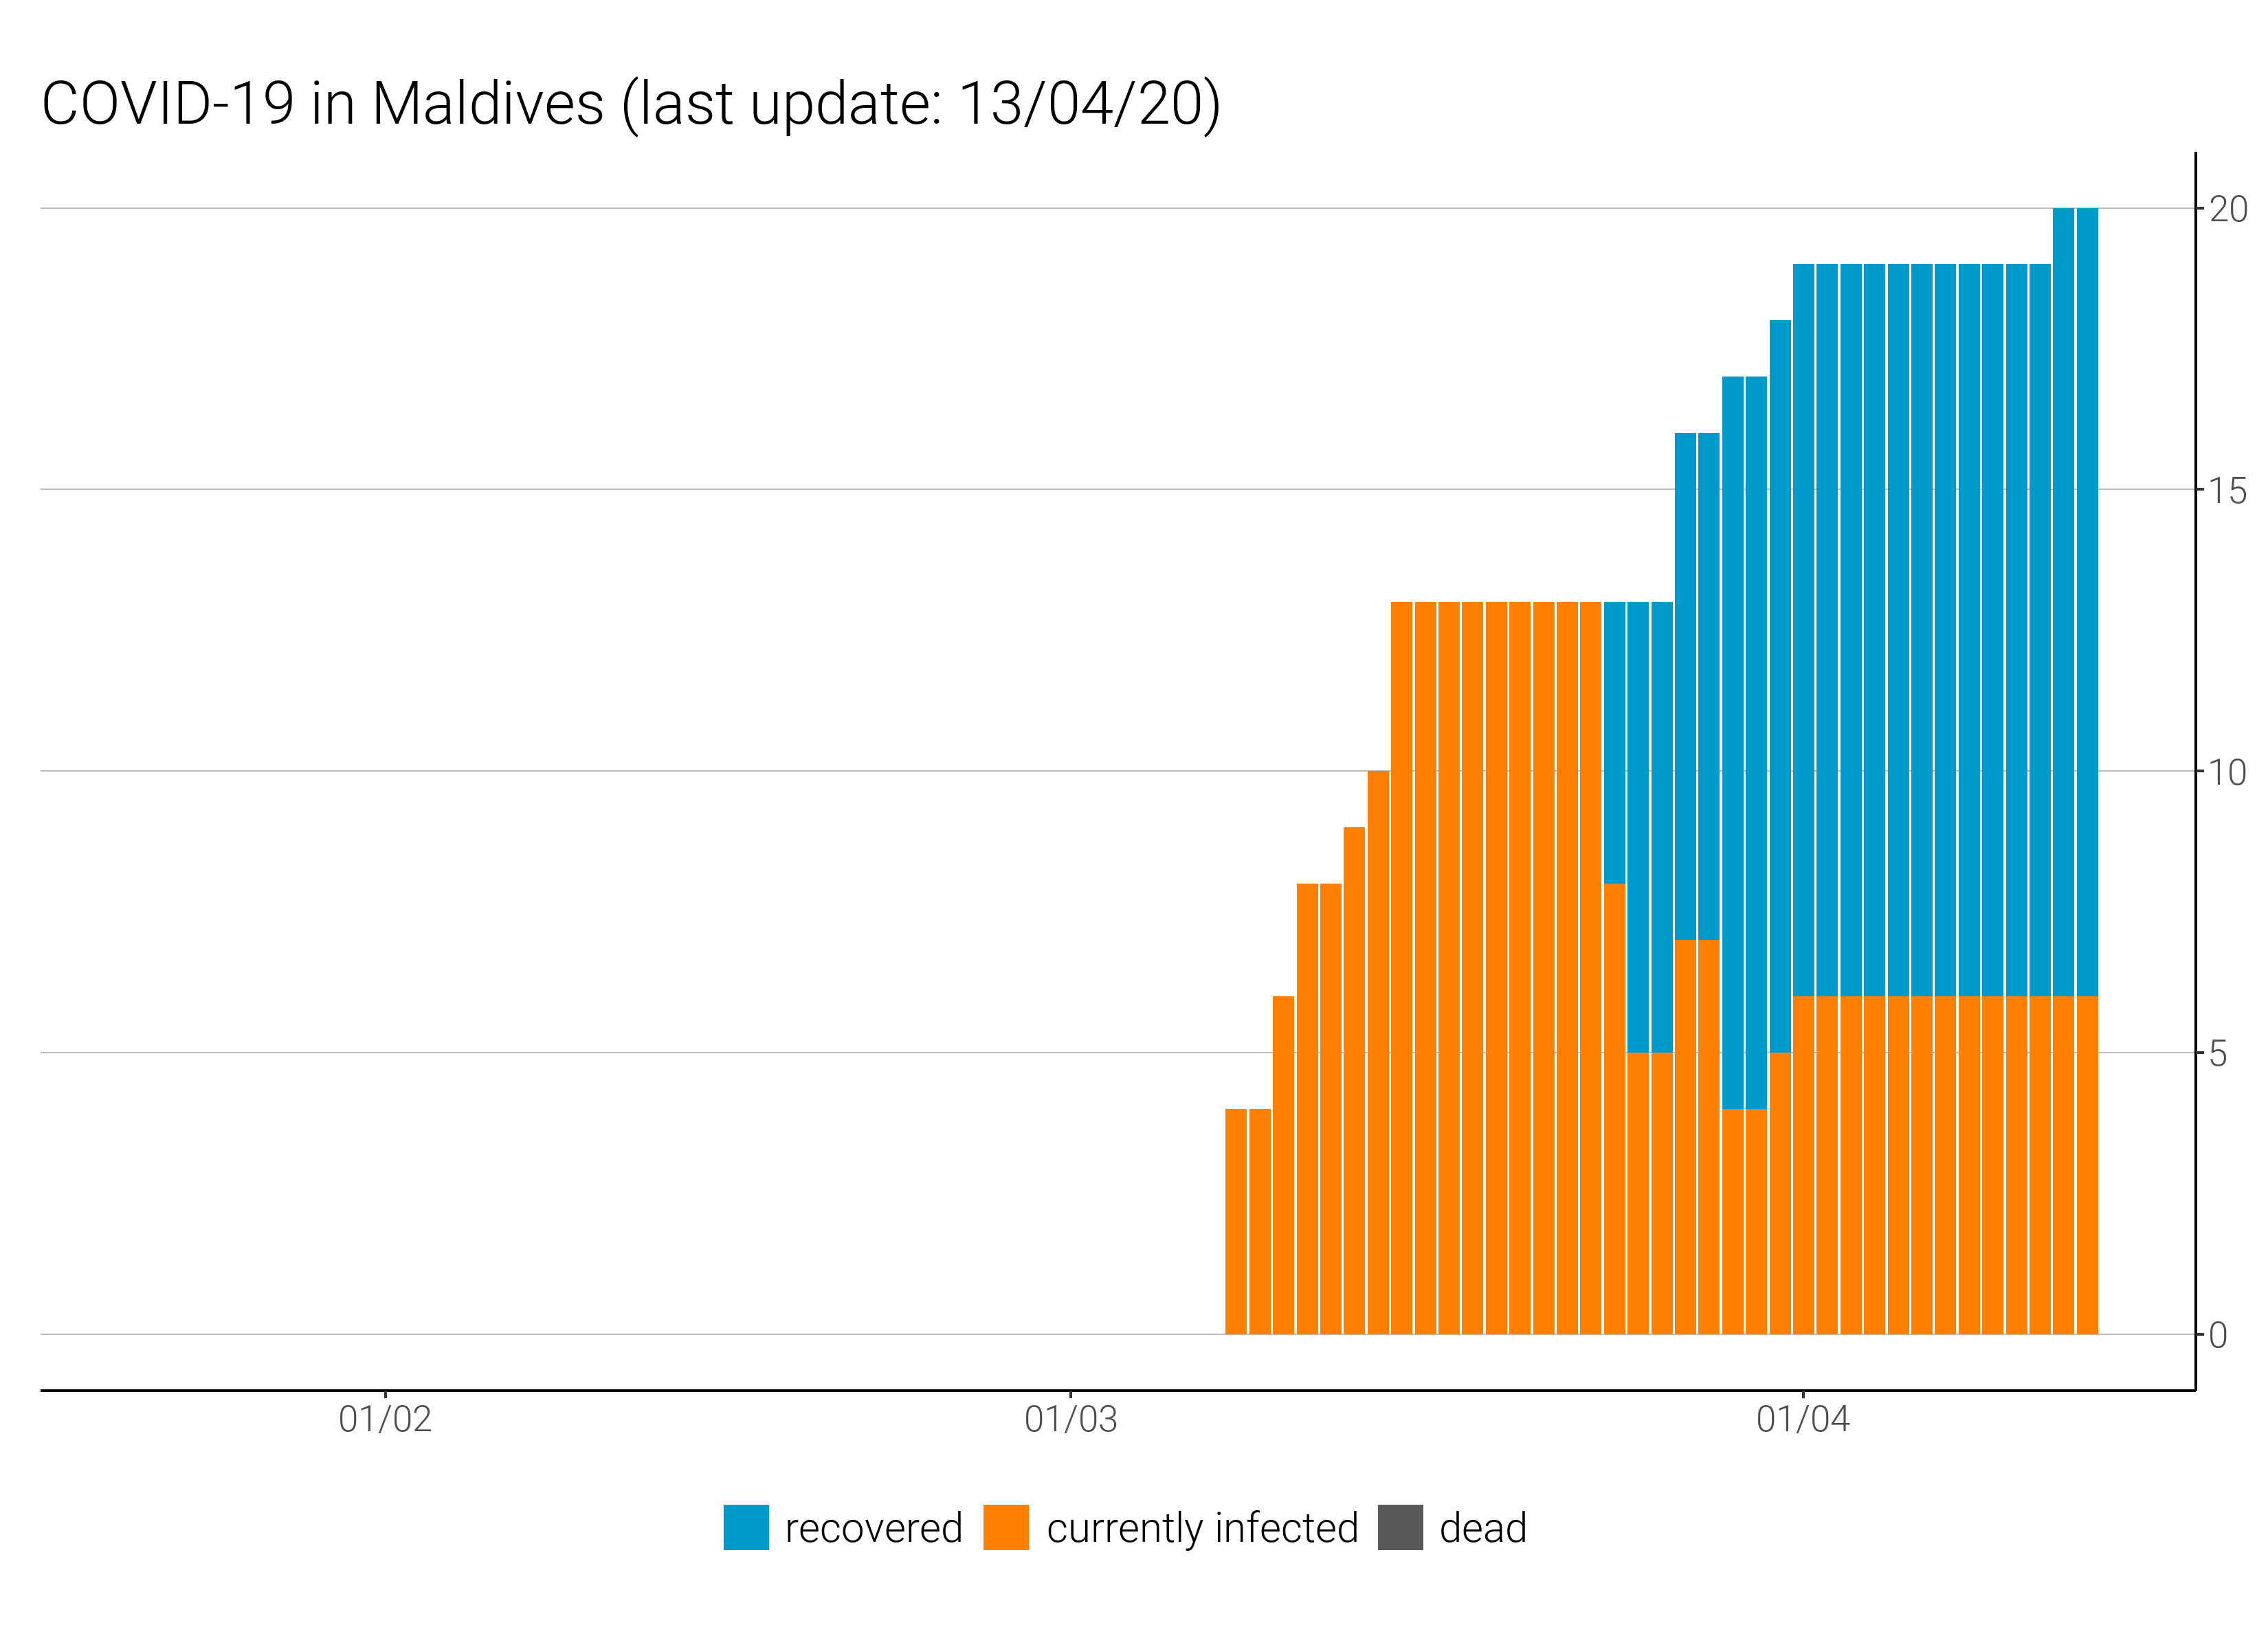 COVID-19 in Maldives (last update: 13/04/20)
20
15
10
5
0
01/02 01/03 01/04
recovered currently infected dead